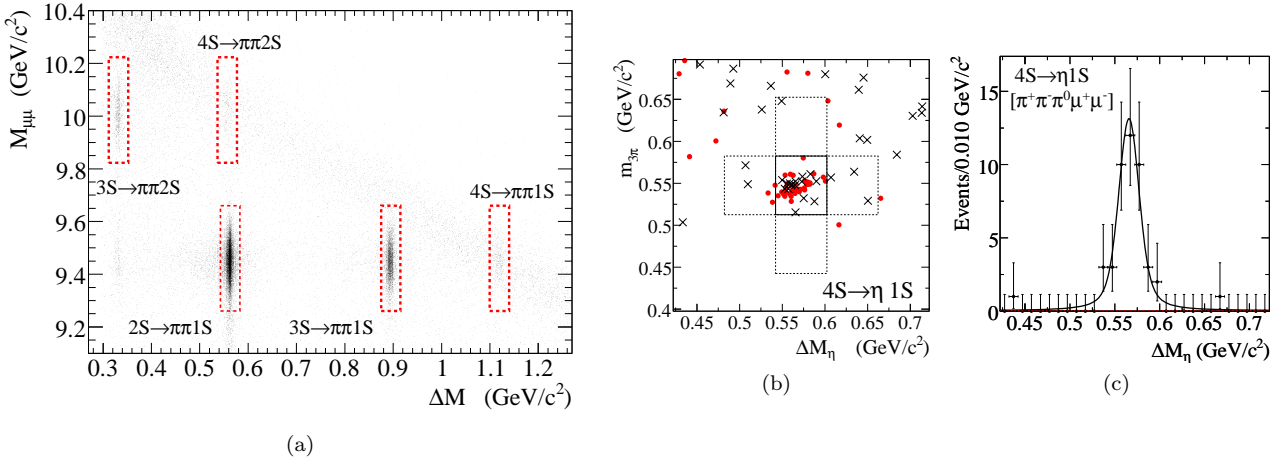 M_μμ (GeV/c²)
10.4
10.2
10
9.8
9.6
9.4
9.2
4S→ππ2S
3S→ππ2S
4S→ππ1S
2S→ππ1S
3S→ππ1S
0.3 0.4 0.5 0.6 0.7 0.8 0.9 1 1.1 1.2
ΔM (GeV/c²)
(a)
m_3π (GeV/c²)
0.65
0.6
0.55
0.5
0.45
0.4
4S→η 1S
0.45 0.5 0.55 0.60 0.65 0.7
ΔM_η (GeV/c²)
(b)
Events/0.010 GeV/c²
15
10
5
0
4S→η1S
[π⁺π⁻π⁰μ⁺μ⁻]
0.45 0.5 0.55 0.6 0.65 0.7
ΔM_η (GeV/c²)
(c)